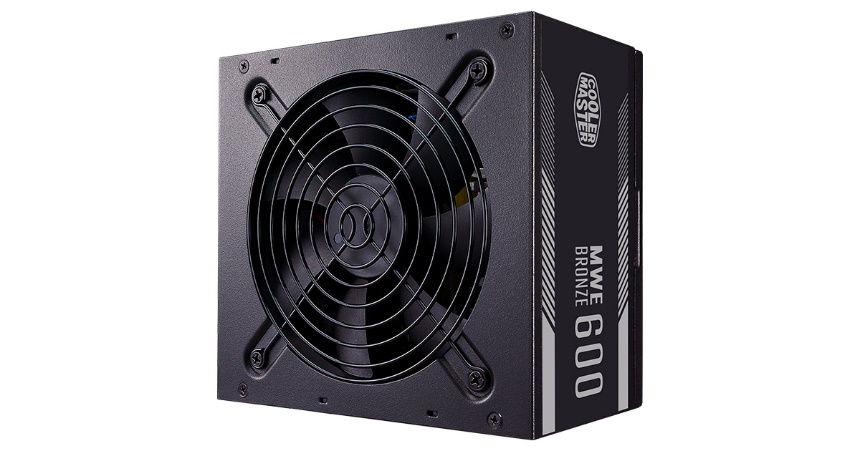 COOLER
MASTER
MWE
BRONZE
600